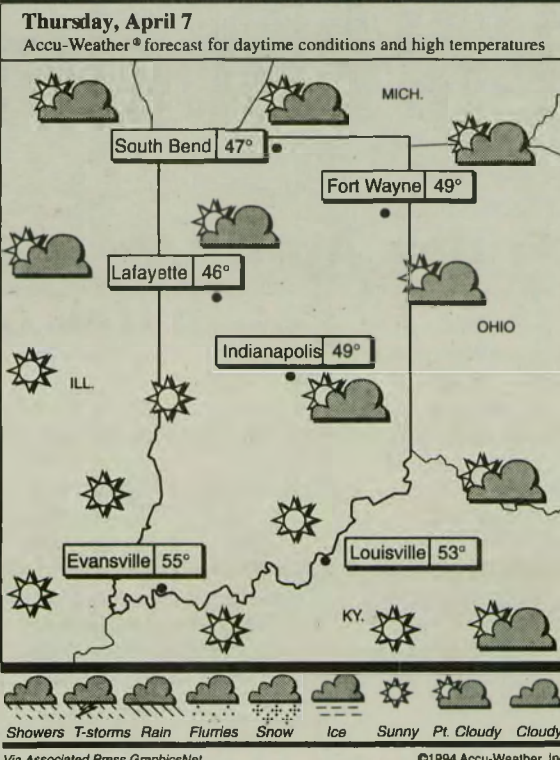 Thursday, April 7
Accu-Weather® forecast for daytime conditions and high temperatures
MICH.
South Bend 47°
Fort Wayne 49°
Lafayette 46°
OHIO
Indianapolis 49°
ILL.
Evansville 55°
Louisville 53°
KY.
Showers T-storms Rain Flurries Snow Ice Sunny Pt. Cloudy Cloudy
Via Associated Press GraphicsNet
©1994 Accu-Weather, In